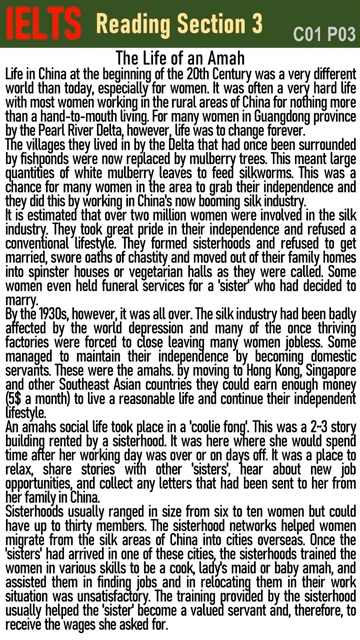 IELTS Reading Section 3 C01 P03
The Life of an Amah
Life in China at the beginning of the 20th Century was a very different
world than today, especially for women. It was often a very hard life
with most women working in the rural areas of China for nothing more
than a hand-to-mouth living. For many women in Guangdong province
by the Pearl River Delta, however, life was to change forever.
The villages they lived in by the Delta that had once been surrounded
by fishponds were now replaced by mulberry trees. This meant large
quantities of white mulberry leaves to feed silkworms. This was a
chance for many women in the area to grab their independence and
they did this by working in China's now booming silk industry.
It is estimated that over two million women were involved in the silk
industry. They took great pride in their independence and refused a
conventional lifestyle. They formed sisterhoods and refused to get
married, swore oaths of chastity and moved out of their family homes
into spinster houses or vegetarian halls as they were called. Some
women even held funeral services for a 'sister' who had decided to
marry.
By the 1930s, however, it was all over. The silk industry had been badly
affected by the world depression and many of the once thriving
factories were forced to close leaving many women jobless. Some
managed to maintain their independence by becoming domestic
servants. These were the amahs. by moving to Hong Kong, Singapore
and other Southeast Asian countries they could earn enough money
(5$ a month) to live a reasonable life and continue their independent
lifestyle.
An amahs social life took place in a 'coolie fong'. This was a 2~3 story
building rented by a sisterhood. It was here where she would spend
time after her working day was over or on days off. It was a place to
relax, share stories with other 'sisters', hear about new job
opportunities, and collect any letters that had been sent to her from
her family in China.
Sisterhoods usually ranged in size from six to ten women but could
have up to thirty members. The sisterhood networks helped women
migrate from the silk areas of China into cities overseas. Once the
'sisters' had arrived in one of these cities, the sisterhoods trained the
women in various skills to be a cook, lady's maid or baby amah, and
assisted them in finding jobs and in relocating them in their work
situation was unsatisfactory. The training provided by the sisterhood
usually helped the 'sister' become a valued servant and, therefore, to
receive the wages she asked for.